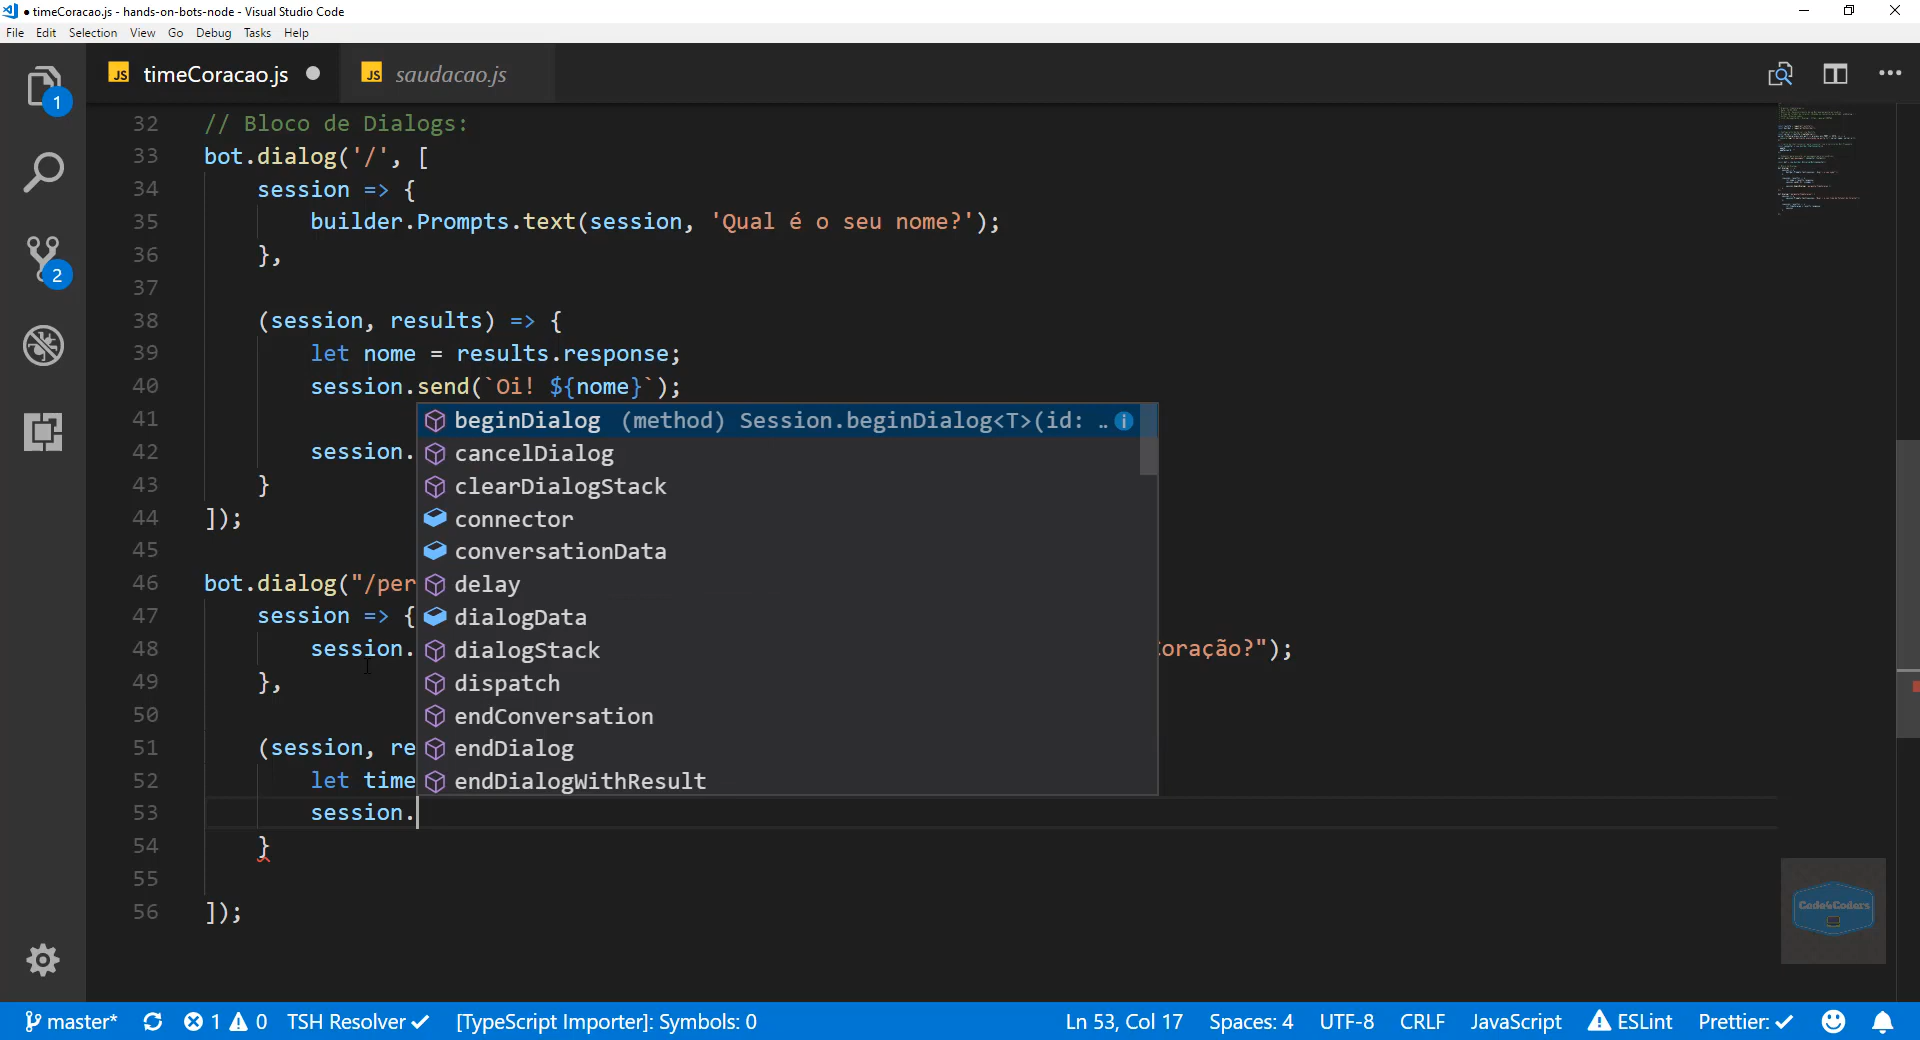 timeCoracao.js - hands-on-bots-node - Visual Studio Code
File Edit Selection View Go Debug Tasks Help
JS timeCoracao.js JS saudacao.js
1
2
32 // Bloco de Dialogs:
33 bot.dialog('/', [
34 session => {
35 builder.Prompts.text(session, 'Qual é o seu nome?');
36 },
37
38 (session, results) => {
39 let nome = results.response;
40 session.send(`Oi! ${nome}`);
41
42 session.
43 }
44 ]);
45
46 bot.dialog("/per
47 session => {
48 session. oração?");
49 },
50
51 (session, re
52 let time
53 session.
54 }
55
56 ]);
beginDialog (method) Session.beginDialog<T>(id: ..
cancelDialog
clearDialogStack
connector
conversationData
delay
dialogData
dialogStack
dispatch
endConversation
endDialog
endDialogWithResult
Code4Coders
master* 1 0 TSH Resolver [TypeScript Importer]: Symbols: 0 Ln 53, Col 17 Spaces: 4 UTF-8 CRLF JavaScript ESLint Prettier: